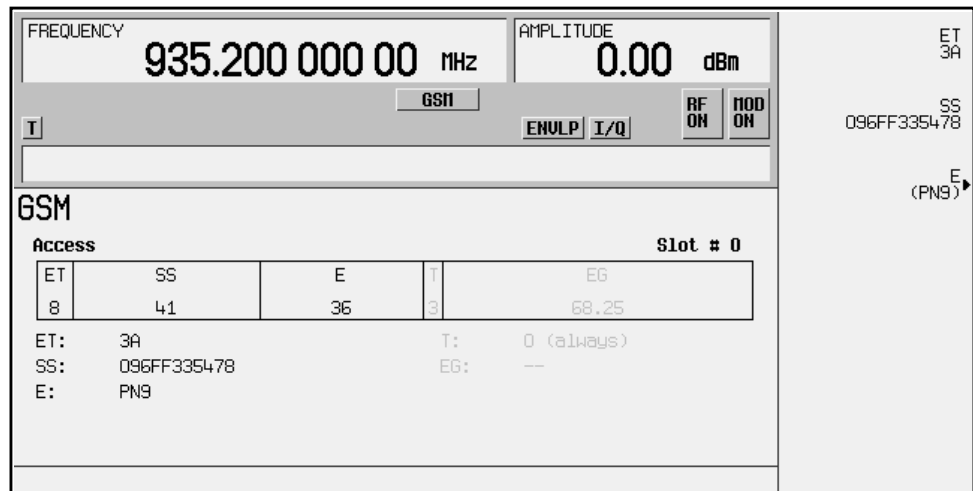 FREQUENCY
935.200 000 00 MHz
AMPLITUDE
0.00 dBm
GSM
T
ENVLP I/Q
RF ON
MOD ON
GSM
Access Slot # 0
ET SS E T EG
8 41 36 3 68.25
ET: 3A T: 0 (always)
SS: 096FF335478 EG: --
E: PN9
ET
3A
SS
096FF335478
E
(PN9)